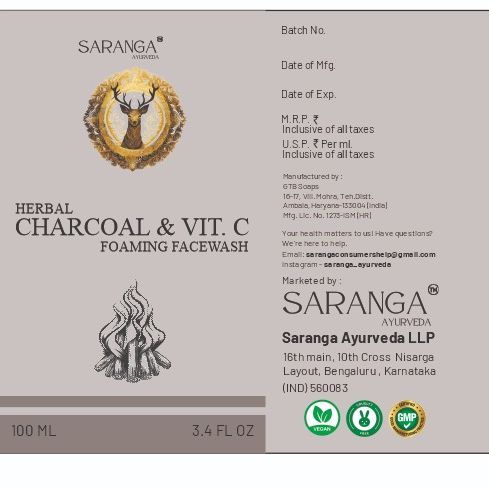 SARANGA
AYURVEDA
HERBAL
CHARCOAL & VIT. C
FOAMING FACEWASH
100 ML
3.4 FL OZ
Batch No.
Date of Mfg.
Date of Exp.
M.R.P. ₹
Inclusive of all taxes
U.S.P. ₹ Per ml.
Inclusive of all taxes
Manufactured by :
GTB Soaps
16-17, Vill. Mohra, Teh.Distt.
Ambala, Haryana-133004 [India]
Mfg. Lic. No. 1273-ISM [HR]
Your health matters to us! Have questions?
We're here to help.
Email: sarangaconsumershelp@gmail.com
Instagram - saranga_ayurveda
Marketed by :
SARANGA TM
AYURVEDA
Saranga Ayurveda LLP
16th main, 10th Cross Nisarga
Layout, Bengaluru , Karnataka
(IND) 560083
VEGAN
CRUELTY
FREE
GMP